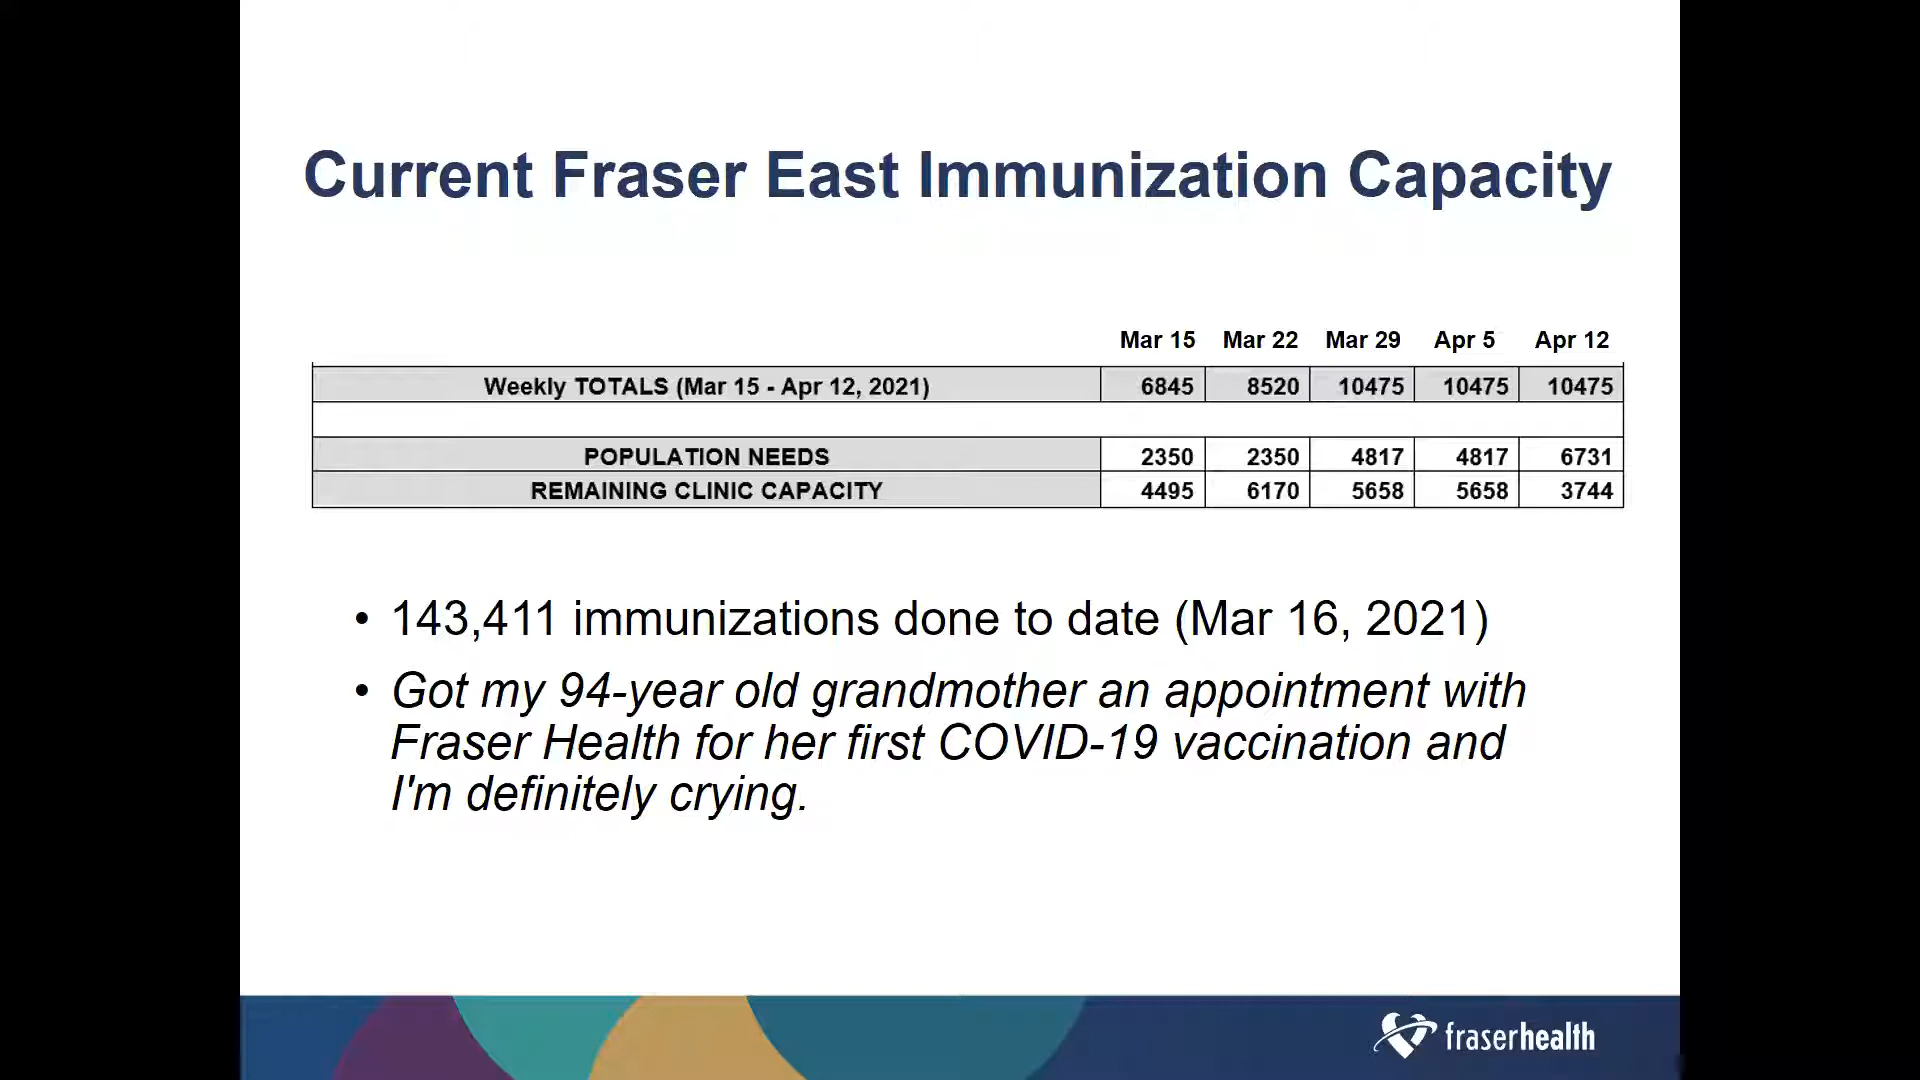 Current Fraser East Immunization Capacity
Mar 15 Mar 22 Mar 29 Apr 5 Apr 12
Weekly TOTALS (Mar 15 - Apr 12, 2021) 6845 8520 10475 10475 10475
POPULATION NEEDS 2350 2350 4817 4817 6731
REMAINING CLINIC CAPACITY 4495 6170 5658 5658 3744
• 143,411 immunizations done to date (Mar 16, 2021)
• Got my 94-year old grandmother an appointment with
Fraser Health for her first COVID-19 vaccination and
I'm definitely crying.
fraserhealth